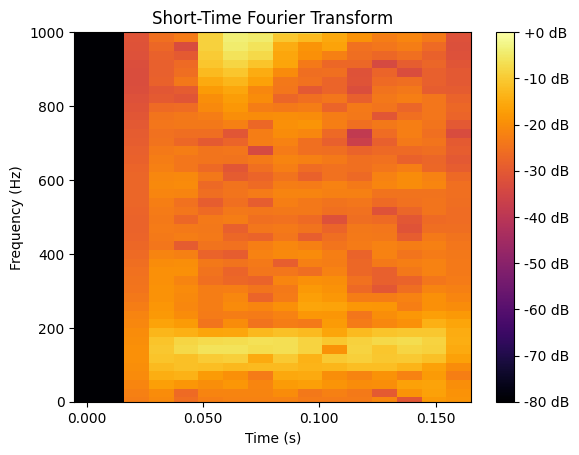 Short-Time Fourier Transform
Frequency (Hz)
1000
800
600
400
200
0
0.000
0.050
0.100
0.150
Time (s)
+0 dB
-10 dB
-20 dB
-30 dB
-40 dB
-50 dB
-60 dB
-70 dB
-80 dB